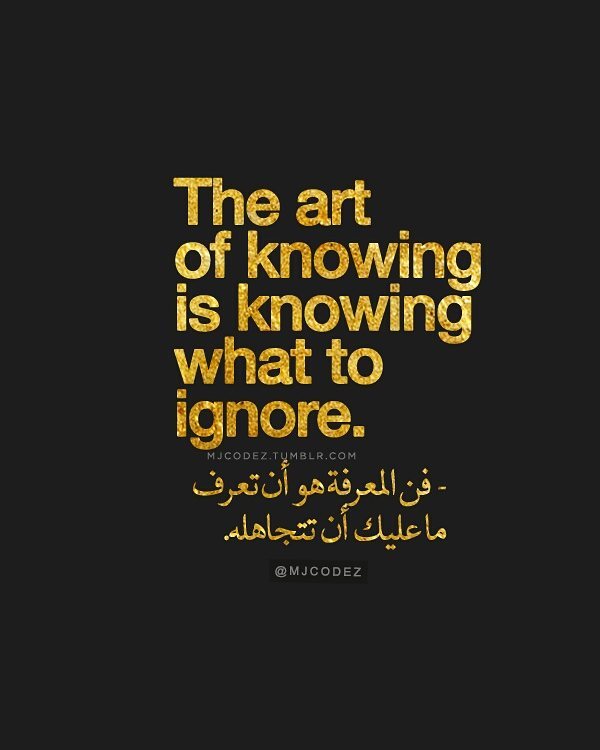 The art
of knowing
is knowing
what to
ignore.
MJCODEZ.TUMBLR.COM
- فن المعرفة هو أن تعرف
ما عليك أن تتجاهله.
@MJCODEZ